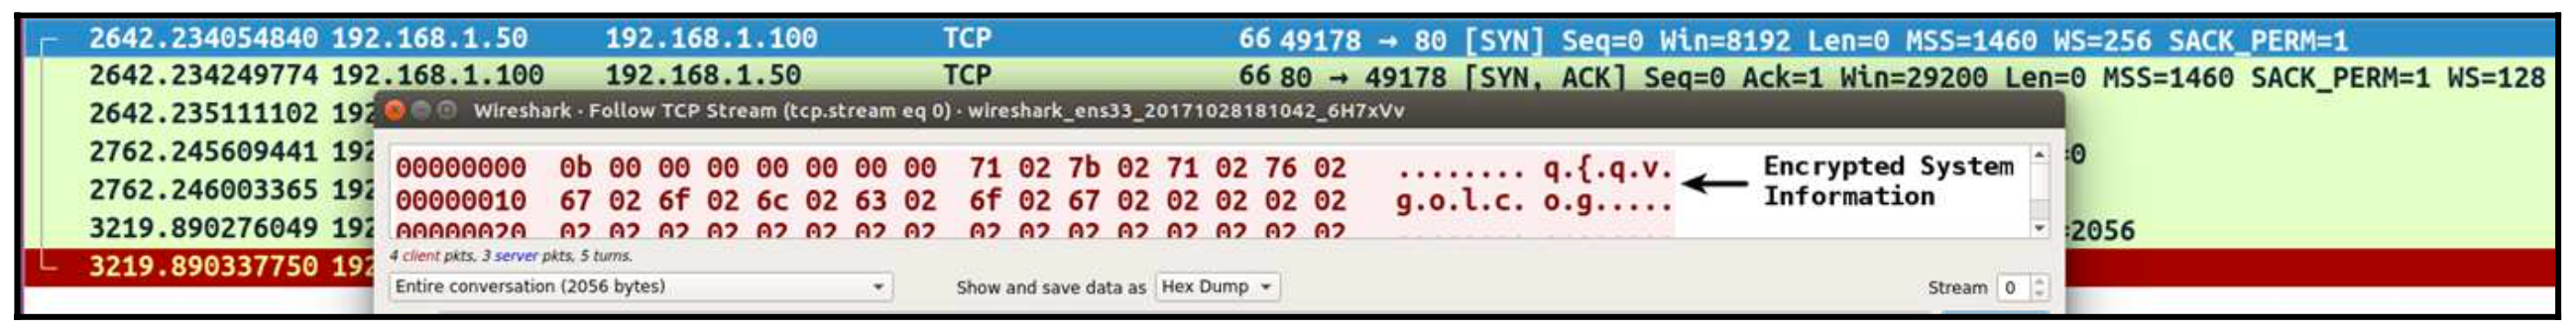 2642.234054840 192.168.1.50 192.168.1.100 TCP 66 49178 → 80 [SYN] Seq=0 Win=8192 Len=0 MSS=1460 WS=256 SACK_PERM=1
2642.234249774 192.168.1.100 192.168.1.50 TCP 66 80 → 49178 [SYN, ACK] Seq=0 Ack=1 Win=29200 Len=0 MSS=1460 SACK_PERM=1 WS=128
2642.235111102 192
Wireshark · Follow TCP Stream (tcp.stream eq 0) · wireshark_ens33_20171028181042_6H7xVv
2762.245609441 192 =0
00000000 0b 00 00 00 00 00 00 00 71 02 7b 02 71 02 76 02 ........ q.{.q.v.
Encrypted System
Information
2762.246003365 192
00000010 67 02 6f 02 6c 02 63 02 6f 02 67 02 02 02 02 02 g.o.l.c. o.g.....
3219.890276049 192 =2056
00000020 02 02 02 02 02 02 02 02 02 02 02 02 02 02 02 02 ........ ........
4 client pkts, 3 server pkts, 5 turns.
3219.890337750 192
Entire conversation (2056 bytes) Show and save data as Hex Dump Stream 0